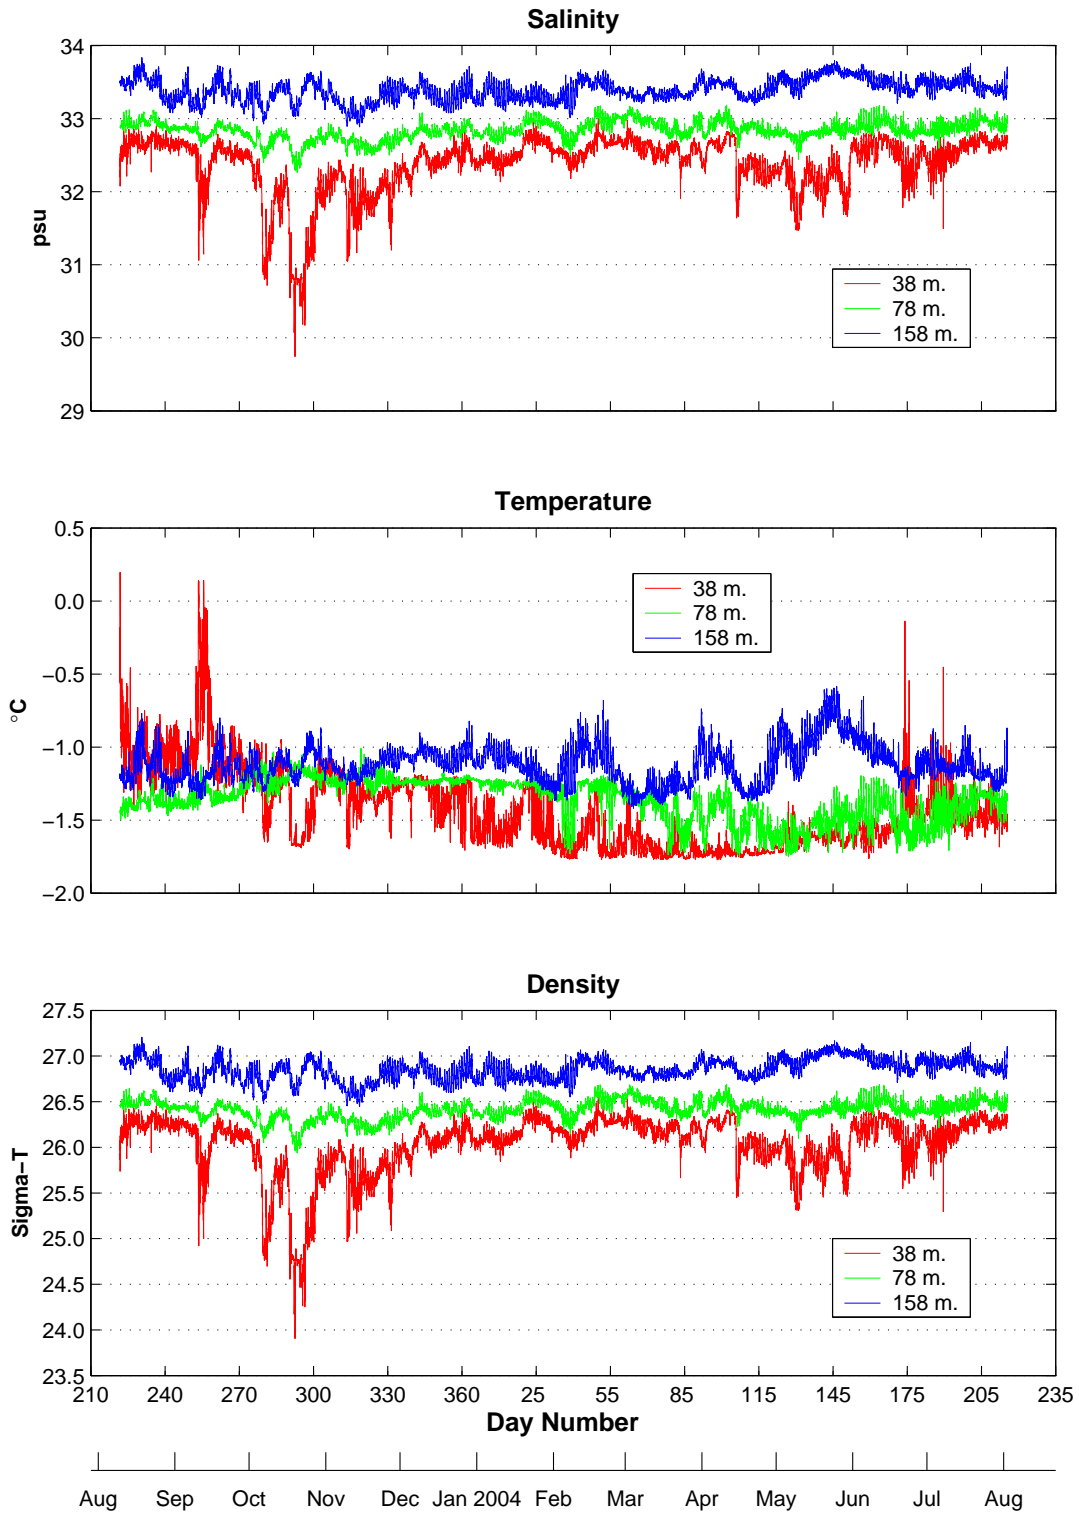 Salinity
34
33
32
31
30
29
psu
38 m.
78 m.
158 m.
Temperature
0.5
0.0
−0.5
−1.0
−1.5
−2.0
°C
38 m.
78 m.
158 m.
Density
27.5
27.0
26.5
26.0
25.5
25.0
24.5
24.0
23.5
Sigma−T
38 m.
78 m.
158 m.
210 240 270 300 330 360 25 55 85 115 145 175 205 235
Day Number
Aug Sep Oct Nov Dec Jan 2004 Feb Mar Apr May Jun Jul Aug